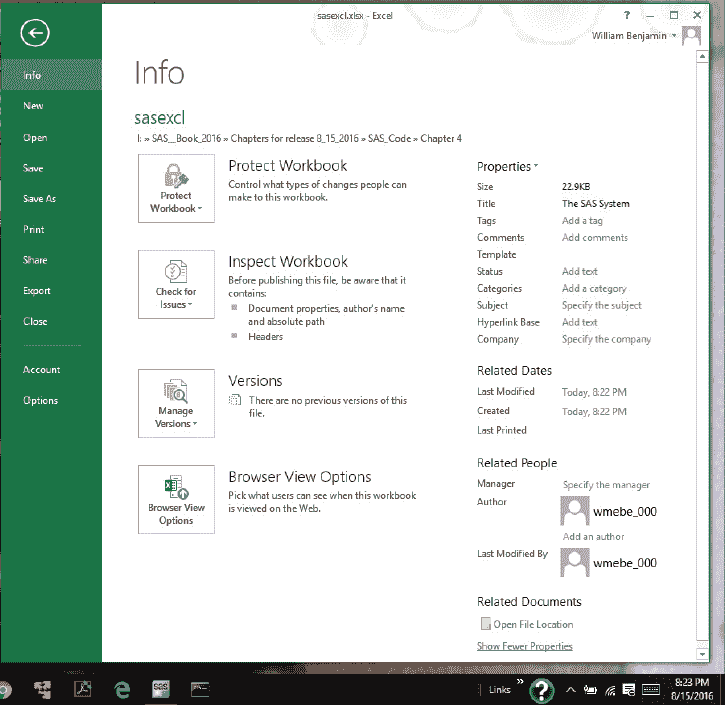 sasexcl.xlsx - Excel
?
William Benjamin
Info
New
Open
Save
Save As
Print
Share
Export
Close
Account
Options
Info
sasexcl
I: » SAS_Book_2016 » Chapters for release 8_15_2016 » SAS_Code » Chapter 4
Protect
Workbook
Protect Workbook
Control what types of changes people can
make to this workbook.
Check for
Issues
Inspect Workbook
Before publishing this file, be aware that it
contains:
Document properties, author's name
and absolute path
Headers
Manage
Versions
Versions
There are no previous versions of this
file.
Browser View
Options
Browser View Options
Pick what users can see when this workbook
is viewed on the Web.
Properties
Size 22.9KB
Title The SAS System
Tags Add a tag
Comments Add comments
Template
Status Add text
Categories Add a category
Subject Specify the subject
Hyperlink Base Add text
Company Specify the company
Related Dates
Last Modified Today, 8:22 PM
Created Today, 8:22 PM
Last Printed
Related People
Manager Specify the manager
Author wmebe_000
Add an author
Last Modified By wmebe_000
Related Documents
Open File Location
Show Fewer Properties
SAS
Links »
?
8:23 PM
8/15/2016